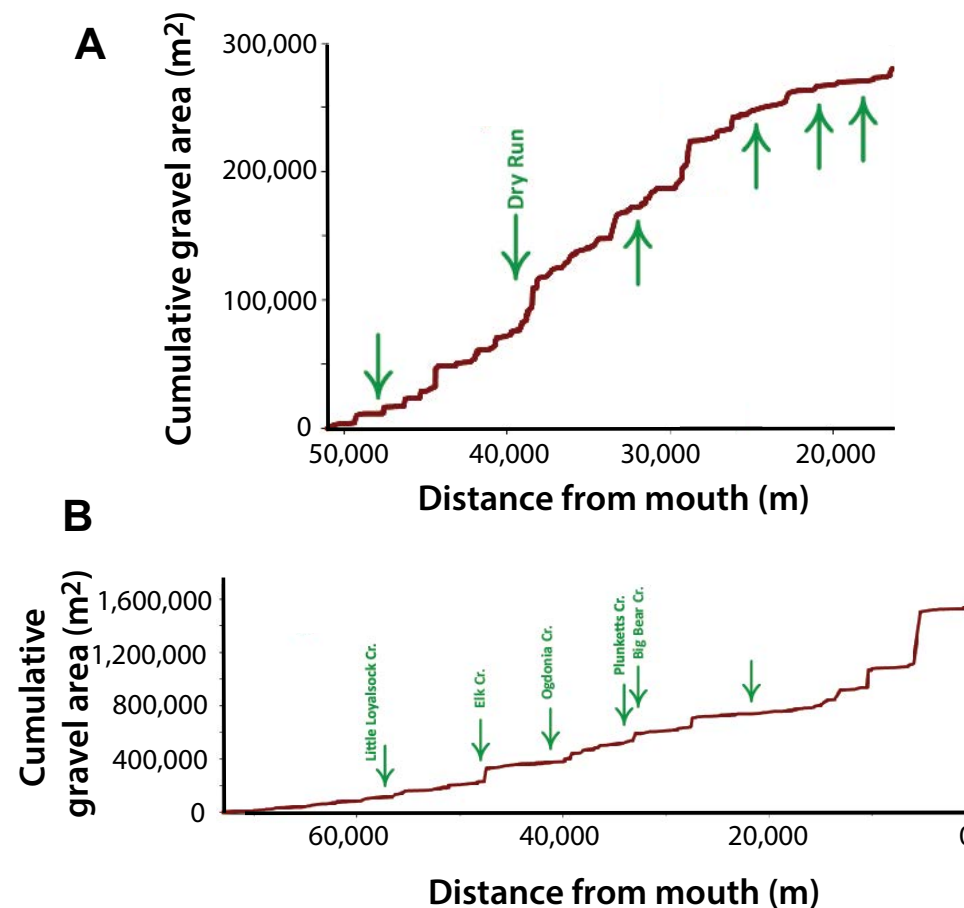 A
Cumulative gravel area (m²)
300,000
200,000
100,000
0
Dry Run
50,000
40,000
30,000
20,000
Distance from mouth (m)
B
Cumulative
gravel area (m²)
1,600,000
1,200,000
800,000
400,000
0
Little Loyalsock Cr.
Elk Cr.
Ogdonia Cr.
Plunketts Cr.
Big Bear Cr.
60,000
40,000
20,000
0
Distance from mouth (m)